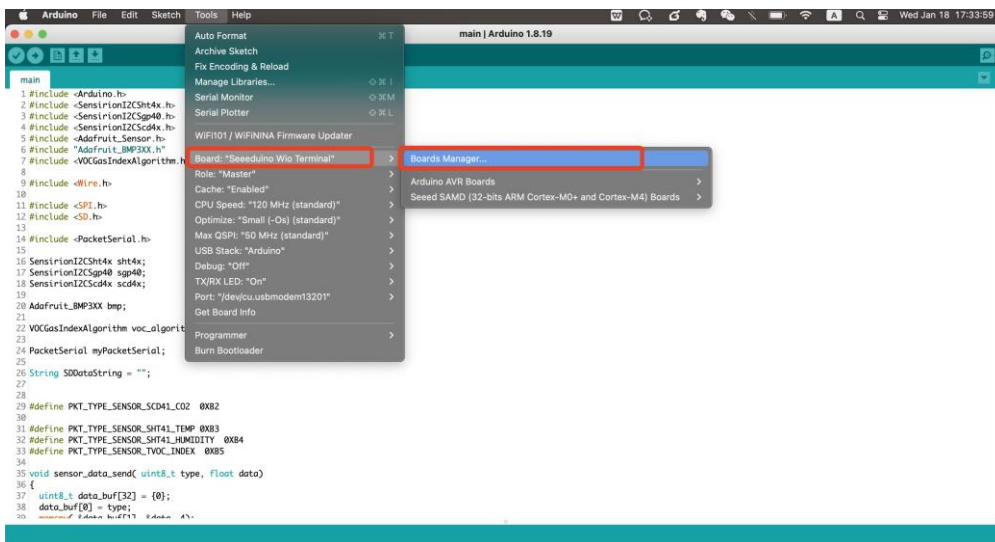 Arduino File Edit Sketch Tools Help
Wed Jan 18 17:33:59
main | Arduino 1.8.19
main
Auto Format ⌘ T
Archive Sketch
Fix Encoding & Reload
Manage Libraries... ⇧ ⌘ I
Serial Monitor ⇧ ⌘ M
Serial Plotter ⇧ ⌘ L
WiFi101 / WiFiNINA Firmware Updater
Board: "Seeeduino Wio Terminal"
Role: "Master"
Cache: "Enabled"
CPU Speed: "120 MHz (standard)"
Optimize: "Small (-Os) (standard)"
Max QSPI: "50 MHz (standard)"
USB Stack: "Arduino"
Debug: "Off"
TX/RX LED: "On"
Port: "/dev/cu.usbmodem13201"
Get Board Info
Programmer
Burn Bootloader
Boards Manager...
Arduino AVR Boards
Seeed SAMD (32-bits ARM Cortex-M0+ and Cortex-M4) Boards
1 #include <Arduino.h>
2 #include <SensirionI2CSht4x.h>
3 #include <SensirionI2CSgp40.h>
4 #include <SensirionI2CScd4x.h>
5 #include <Adafruit_Sensor.h>
6 #include "Adafruit_BMP3XX.h"
7 #include <VOCGasIndexAlgorithm.h
8
9 #include <Wire.h>
10
11 #include <SPI.h>
12 #include <SD.h>
13
14 #include <PacketSerial.h>
15
16 SensirionI2CSht4x sht4x;
17 SensirionI2CSgp40 sgp40;
18 SensirionI2CScd4x scd4x;
19
20 Adafruit_BMP3XX bmp;
21
22 VOCGasIndexAlgorithm voc_algorit
23
24 PacketSerial myPacketSerial;
25
26 String SDDataString = "";
27
28
29 #define PKT_TYPE_SENSOR_SCD41_CO2 0XB2
30
31 #define PKT_TYPE_SENSOR_SHT41_TEMP 0XB3
32 #define PKT_TYPE_SENSOR_SHT41_HUMIDITY 0XB4
33 #define PKT_TYPE_SENSOR_TVOC_INDEX 0XB5
34
35 void sensor_data_send( uint8_t type, float data)
36 {
37 uint8_t data_buf[32] = {0};
38 data_buf[0] = type;